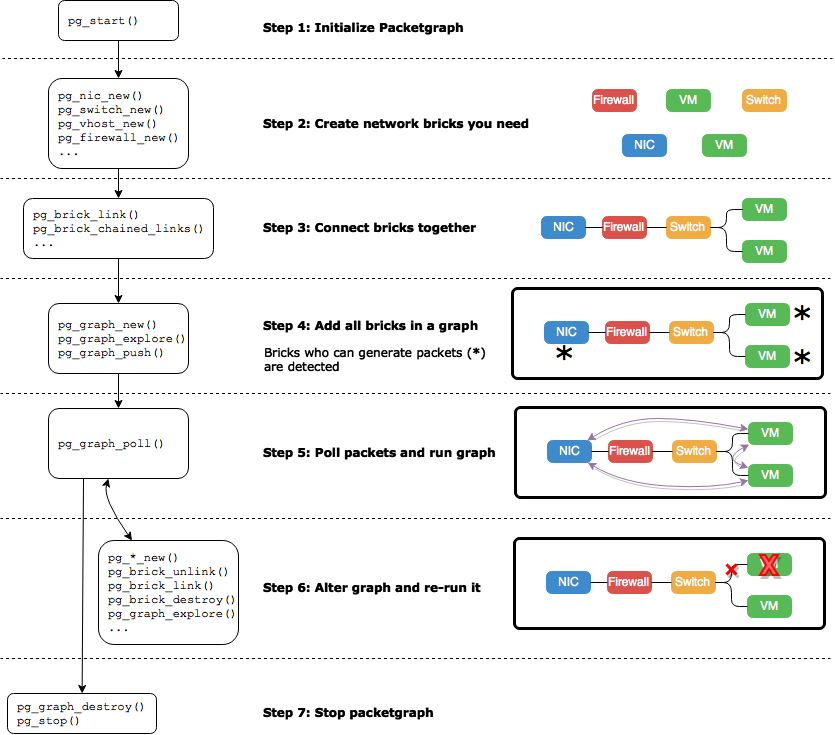 pg_start()
Step 1: Initialize Packetgraph
pg_nic_new()
pg_switch_new()
pg_vhost_new()
pg_firewall_new()
...
Step 2: Create network bricks you need
Firewall
VM
Switch
NIC
VM
pg_brick_link()
pg_brick_chained_links()
...
Step 3: Connect bricks together
NIC
Firewall
Switch
VM
VM
pg_graph_new()
pg_graph_explore()
pg_graph_push()
Step 4: Add all bricks in a graph
Bricks who can generate packets (*)
are detected
NIC
*
Firewall
Switch
VM *
VM *
pg_graph_poll()
Step 5: Poll packets and run graph
NIC
Firewall
Switch
VM
VM
pg_*_new()
pg_brick_unlink()
pg_brick_link()
pg_brick_destroy()
pg_graph_explore()
...
Step 6: Alter graph and re-run it
NIC
Firewall
Switch
VM
pg_graph_destroy()
pg_stop()
Step 7: Stop packetgraph